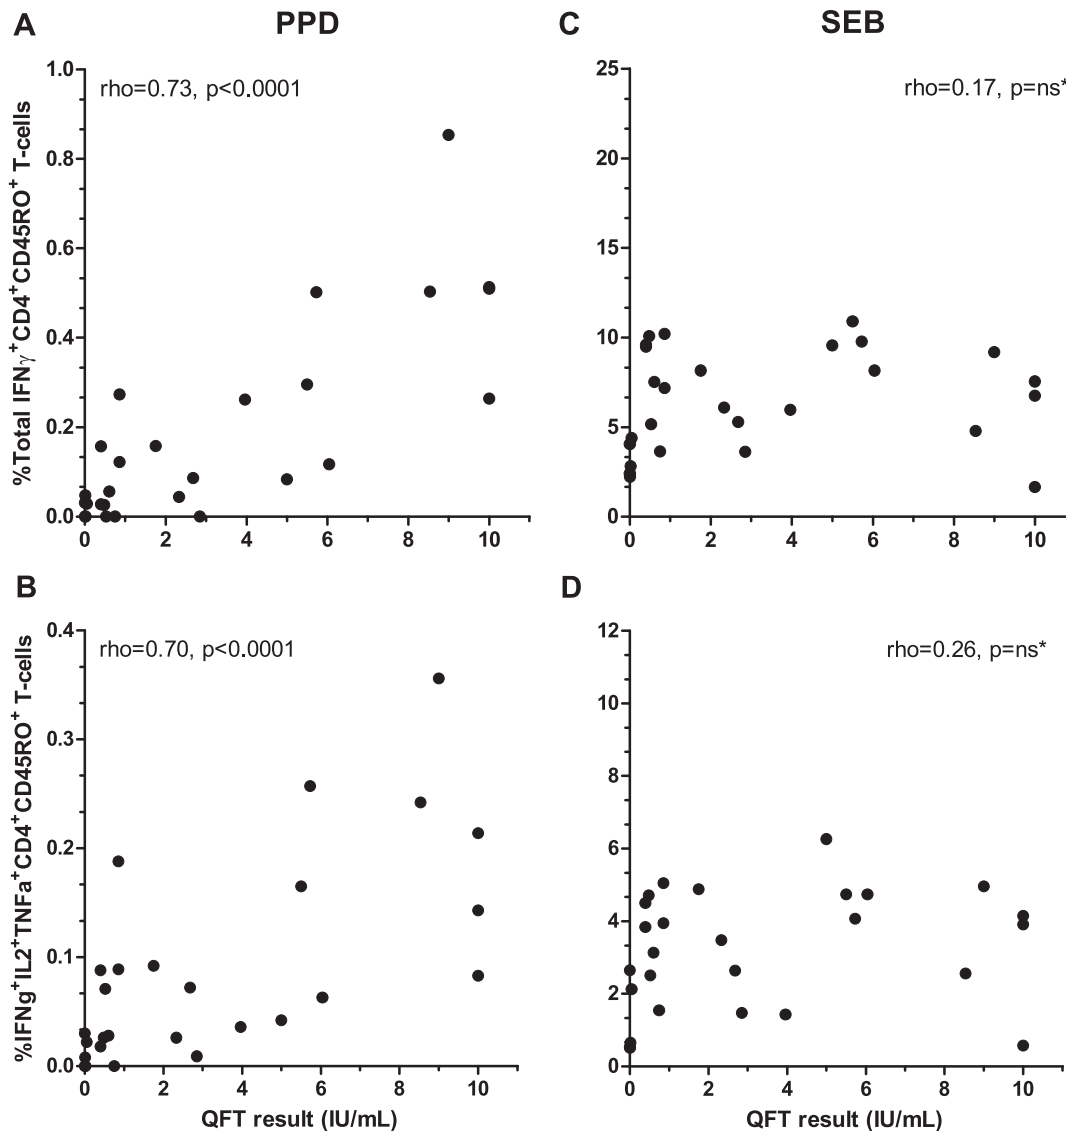 A
PPD
rho=0.73, p<0.0001
%Total IFNγ⁺CD4⁺CD45RO⁺ T-cells
1.0
0.8
0.6
0.4
0.2
0.0
0 2 4 6 8 10
C
SEB
rho=0.17, p=ns*
25
20
15
10
5
0
0 2 4 6 8 10
B
rho=0.70, p<0.0001
%IFNg⁺IL2⁺TNFa⁺CD4⁺CD45RO⁺ T-cells
0.4
0.3
0.2
0.1
0.0
0 2 4 6 8 10
QFT result (IU/mL)
D
rho=0.26, p=ns*
12
10
8
6
4
2
0
0 2 4 6 8 10
QFT result (IU/mL)